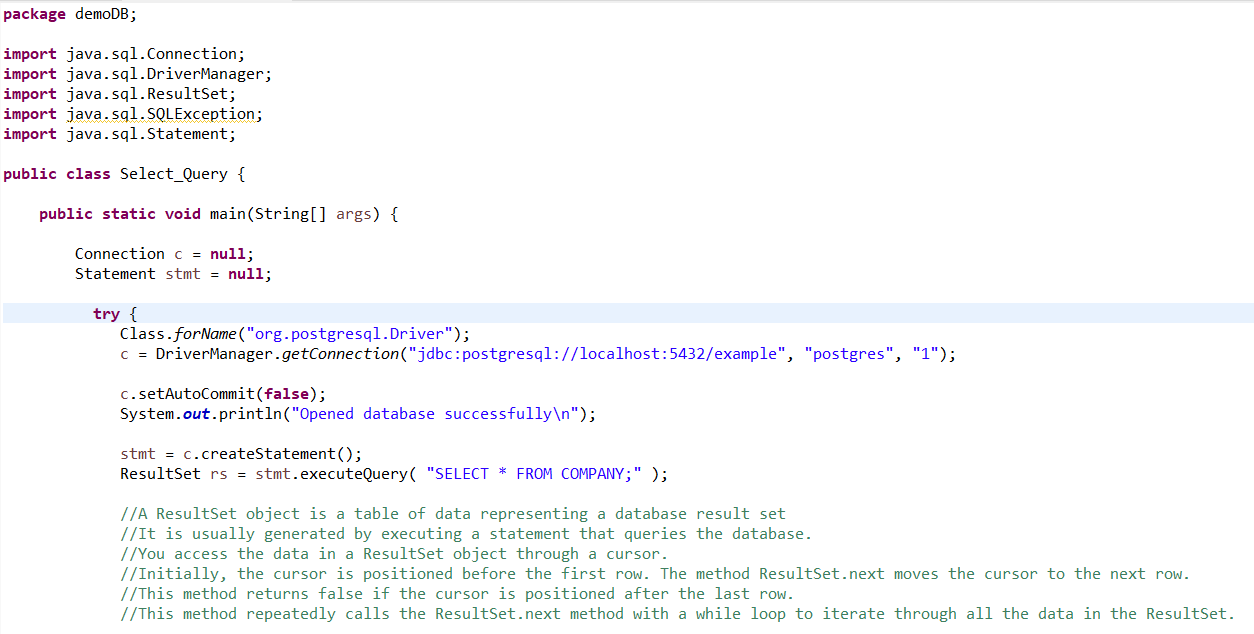 package demoDB;
import java.sql.Connection;
import java.sql.DriverManager;
import java.sql.ResultSet;
import java.sql.SQLException;
import java.sql.Statement;
public class Select_Query {
public static void main(String[] args) {
Connection c = null;
Statement stmt = null;
try {
Class.forName("org.postgresql.Driver");
c = DriverManager.getConnection("jdbc:postgresql://localhost:5432/example", "postgres", "1");
c.setAutoCommit(false);
System.out.println("Opened database successfully\n");
stmt = c.createStatement();
ResultSet rs = stmt.executeQuery( "SELECT * FROM COMPANY;" );
//A ResultSet object is a table of data representing a database result set
//It is usually generated by executing a statement that queries the database.
//You access the data in a ResultSet object through a cursor.
//Initially, the cursor is positioned before the first row. The method ResultSet.next moves the cursor to the next row.
//This method returns false if the cursor is positioned after the last row.
//This method repeatedly calls the ResultSet.next method with a while loop to iterate through all the data in the ResultSet.